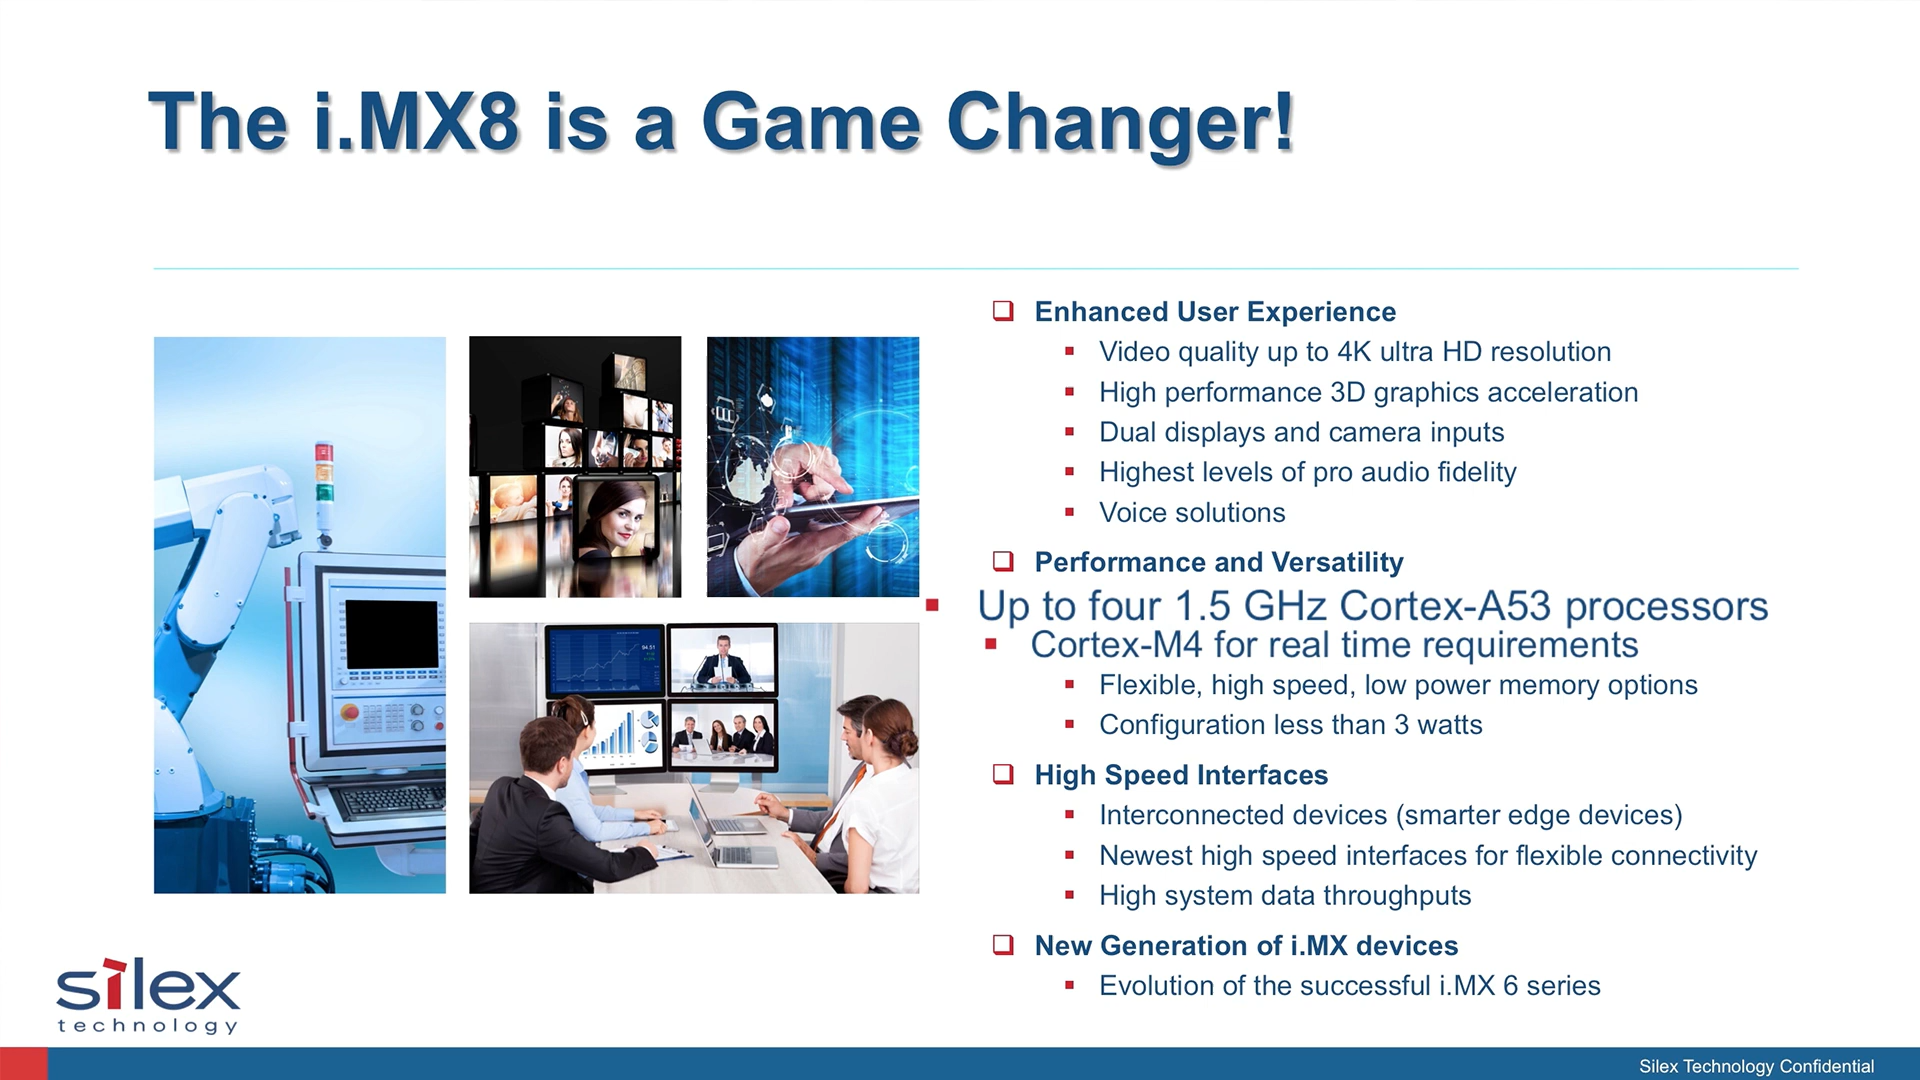 The i.MX8 is a Game Changer!
Enhanced User Experience
Video quality up to 4K ultra HD resolution
High performance 3D graphics acceleration
Dual displays and camera inputs
Highest levels of pro audio fidelity
Voice solutions
Performance and Versatility
Up to four 1.5 GHz Cortex-A53 processors
Cortex-M4 for real time requirements
Flexible, high speed, low power memory options
Configuration less than 3 watts
High Speed Interfaces
Interconnected devices (smarter edge devices)
Newest high speed interfaces for flexible connectivity
High system data throughputs
New Generation of i.MX devices
Evolution of the successful i.MX 6 series
94.51
silex
technology
Silex Technology Confidential